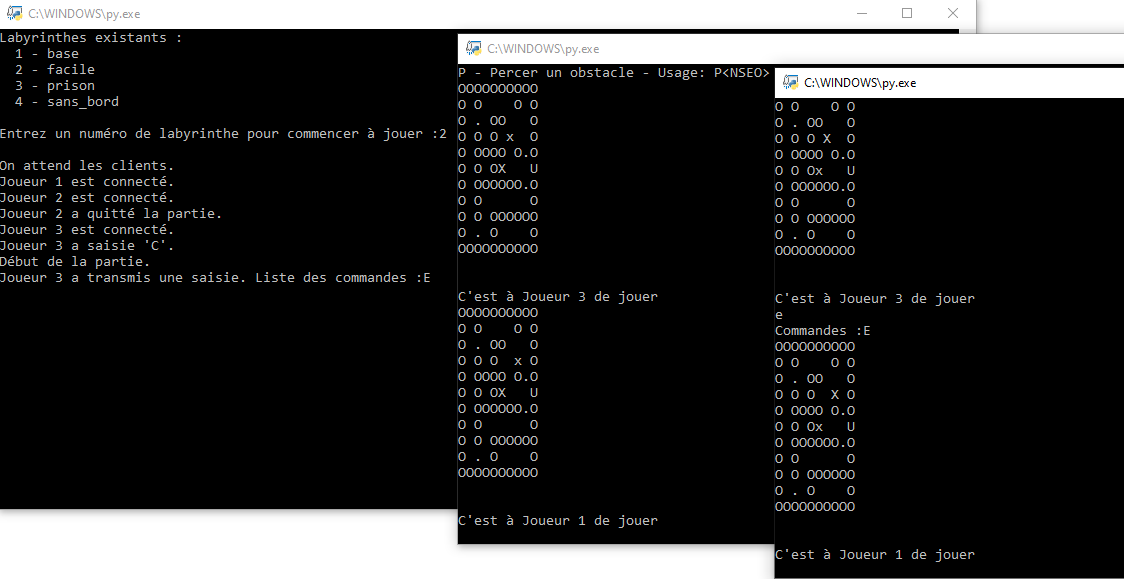 C:\WINDOWS\py.exe
Labyrinthes existants :
  1 - base
  2 - facile
  3 - prison
  4 - sans_bord
Entrez un numéro de labyrinthe pour commencer à jouer :2
On attend les clients.
Joueur 1 est connecté.
Joueur 2 est connecté.
Joueur 2 a quitté la partie.
Joueur 3 est connecté.
Joueur 3 a saisie 'C'.
Début de la partie.
Joueur 3 a transmis une saisie. Liste des commandes :E
C:\WINDOWS\py.exe
P - Percer un obstacle - Usage: P<NSEO>
OOOOOOOOOO
O O    O O
O . OO   O
O O O x  O
O OOOO O.O
O O OX   U
O OOOOOO.O
O O      O
O O OOOOOO
O . O    O
OOOOOOOOOO
C'est à Joueur 3 de jouer
OOOOOOOOOO
O O    O O
O . OO   O
O O O  x O
O OOOO O.O
O O OX   U
O OOOOOO.O
O O      O
O O OOOOOO
O . O    O
OOOOOOOOOO
C'est à Joueur 1 de jouer
C:\WINDOWS\py.exe
O O    O O
O . OO   O
O O O X  O
O OOOO O.O
O O Ox   U
O OOOOOO.O
O O      O
O O OOOOOO
O . O    O
OOOOOOOOOO
C'est à Joueur 3 de jouer
e
Commandes :E
OOOOOOOOOO
O O    O O
O . OO   O
O O O  X O
O OOOO O.O
O O Ox   U
O OOOOOO.O
O O      O
O O OOOOOO
O . O    O
OOOOOOOOOO
C'est à Joueur 1 de jouer